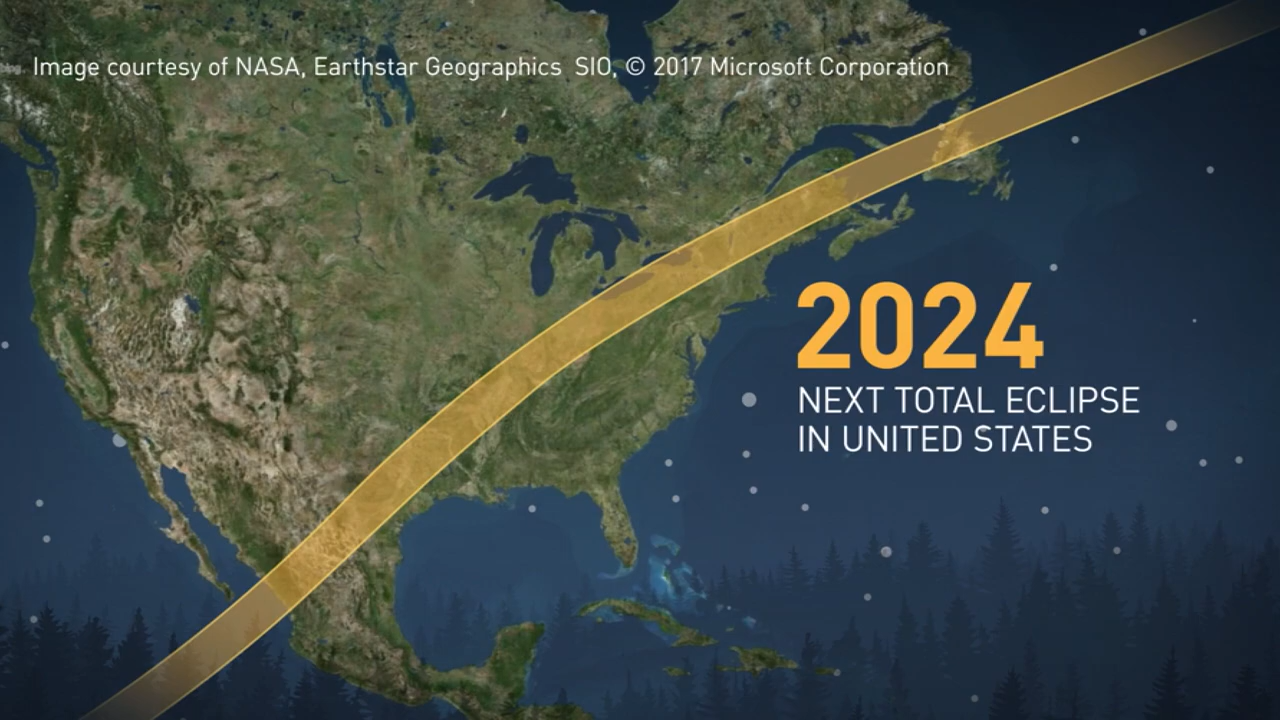 Image courtesy of NASA, Earthstar Geographics SIO, © 2017 Microsoft Corporation
2024
NEXT TOTAL ECLIPSE
IN UNITED STATES